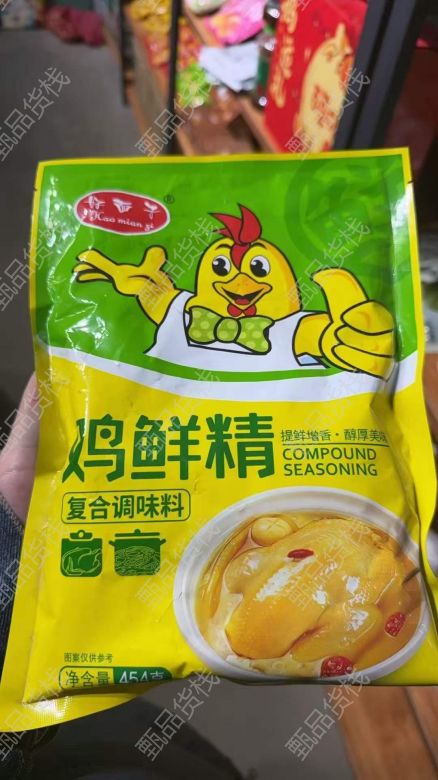 Hao mian zi
®
鸡鲜精
提鲜增香·醇厚美味
COMPOUND
SEASONING
复合调味料
图案仅供参考
净含量 454克
甄品货栈